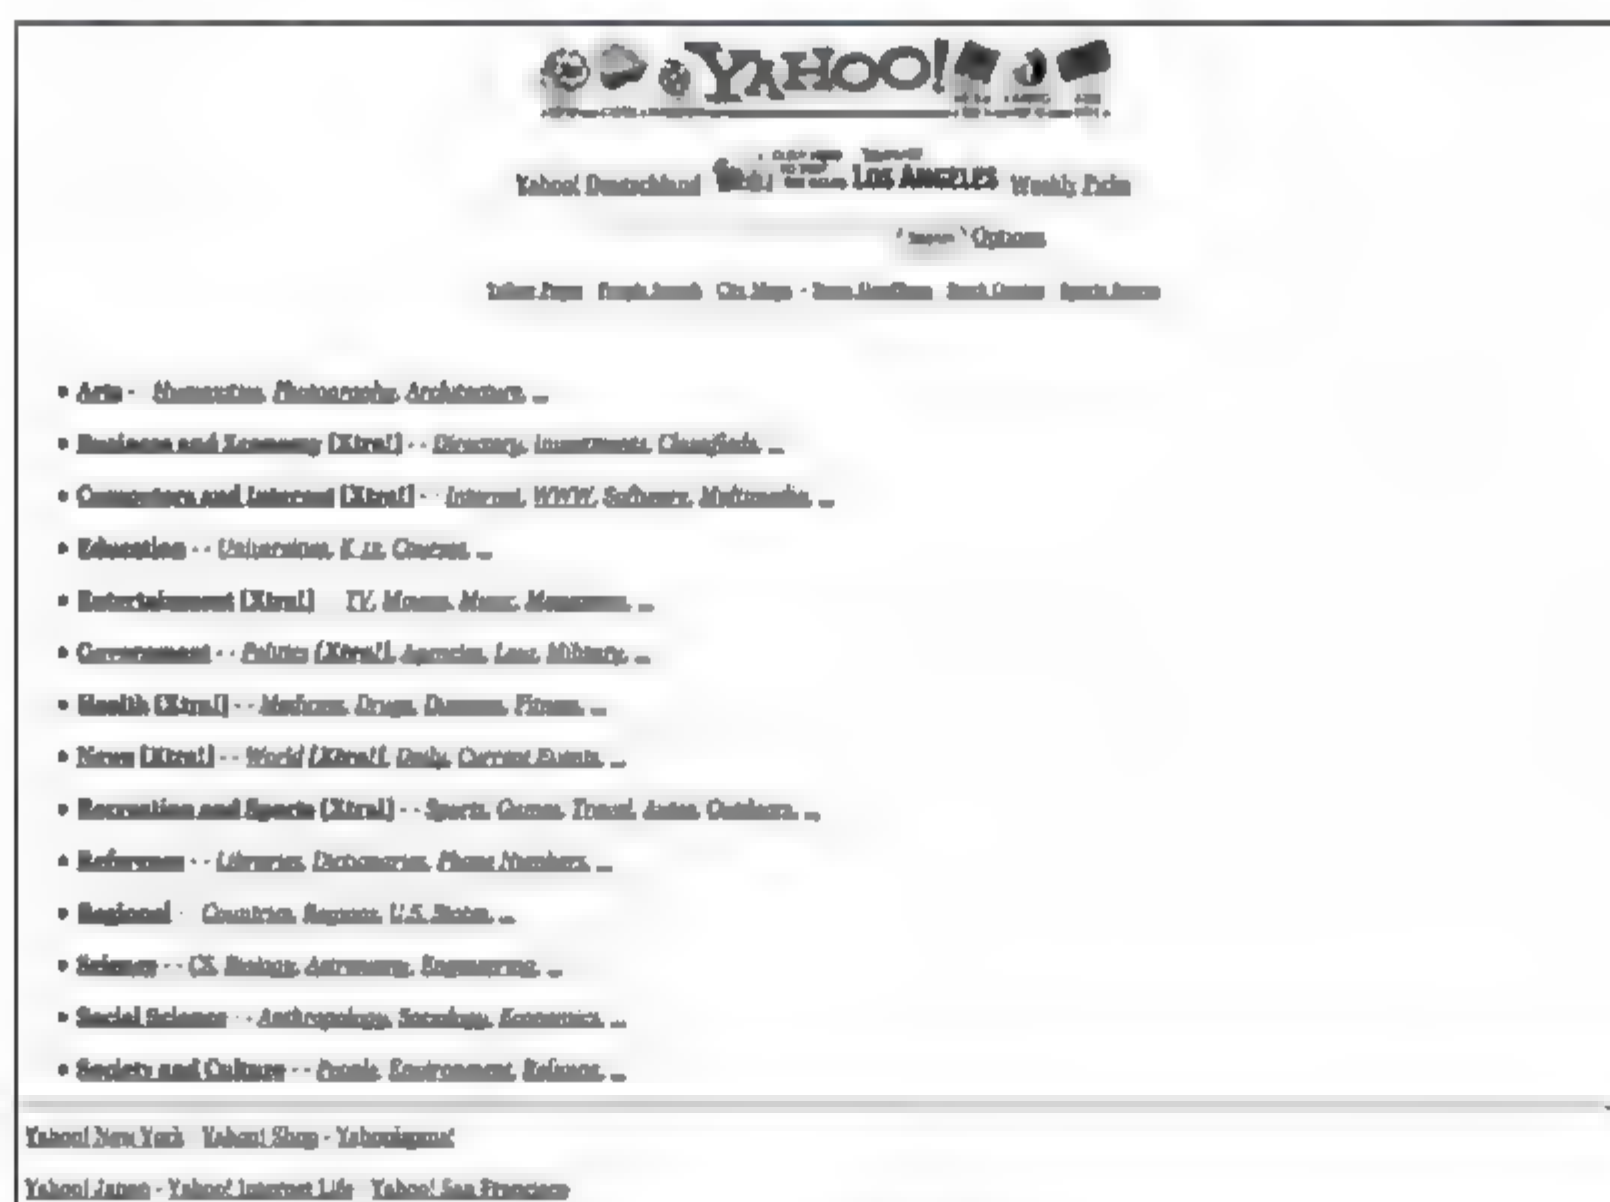 YAHOO!
Yahoo! Deutschland World LOS ANGELES Weekly Picks
Options
Yellow Pages People Search City Maps - News Headlines Stock Quotes Sports Scores
• Arts - Humanities, Photography, Architecture, ...
• Business and Economy [Xtra!] - - Directory, Investments, Classifieds, ...
• Computers and Internet [Xtra!] - - Internet, WWW, Software, Multimedia, ...
• Education - - Universities, K-12, Courses, ...
• Entertainment [Xtra!] TV, Movies, Music, Magazines, ...
• Government - - Politics [Xtra!], Agencies, Law, Military, ...
• Health [Xtra!] - - Medicine, Drugs, Diseases, Fitness, ...
• News [Xtra!] - - World [Xtra!], Daily, Current Events, ...
• Recreation and Sports [Xtra!] - - Sports, Games, Travel, Autos, Outdoors, ...
• Reference - - Libraries, Dictionaries, Phone Numbers, ...
• Regional - Countries, Regions, U.S. States, ...
• Science - - CS, Biology, Astronomy, Engineering, ...
• Social Science - - Anthropology, Sociology, Economics, ...
• Society and Culture - - People, Environment, Religion, ...
Yahoo! New York Yahoo! Shop - Yahooligans!
Yahoo! Japan - Yahoo! Internet Life Yahoo! San Francisco